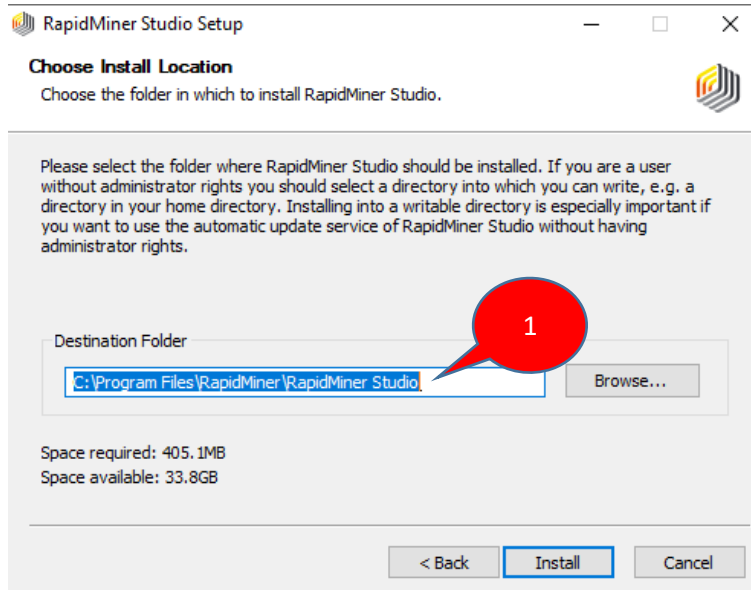 RapidMiner Studio Setup
Choose Install Location
Choose the folder in which to install RapidMiner Studio.
Please select the folder where RapidMiner Studio should be installed. If you are a user
without administrator rights you should select a directory into which you can write, e.g. a
directory in your home directory. Installing into a writable directory is especially important if
you want to use the automatic update service of RapidMiner Studio without having
administrator rights.
1
Destination Folder
C:\Program Files\RapidMiner\RapidMiner Studio
Browse...
Space required: 405.1MB
Space available: 33.8GB
< Back Install Cancel